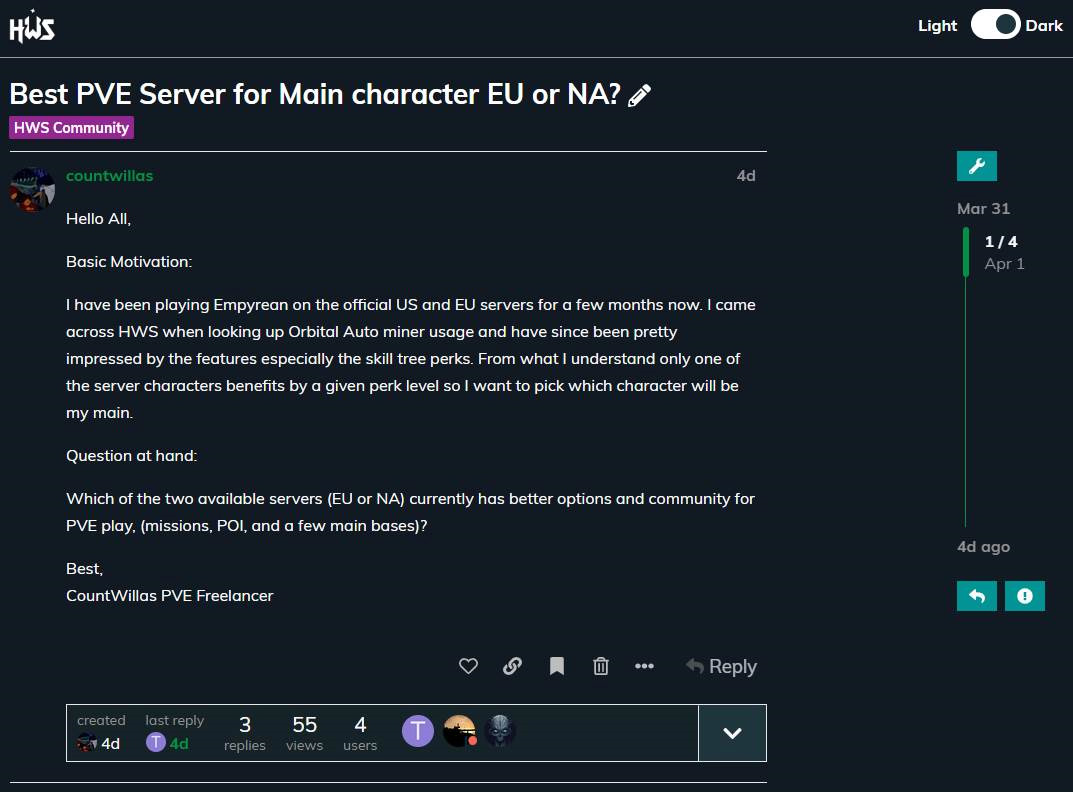 HWS
Light Dark
Best PVE Server for Main character EU or NA?
HWS Community
countwillas 4d
Hello All,
Basic Motivation:
I have been playing Empyrean on the official US and EU servers for a few months now. I came
across HWS when looking up Orbital Auto miner usage and have since been pretty
impressed by the features especially the skill tree perks. From what I understand only one of
the server characters benefits by a given perk level so I want to pick which character will be
my main.
Question at hand:
Which of the two available servers (EU or NA) currently has better options and community for
PVE play, (missions, POI, and a few main bases)?
Best,
CountWillas PVE Freelancer
Reply
created last reply 3 55 4 T
4d T 4d replies views users
Mar 31
1 / 4
Apr 1
4d ago